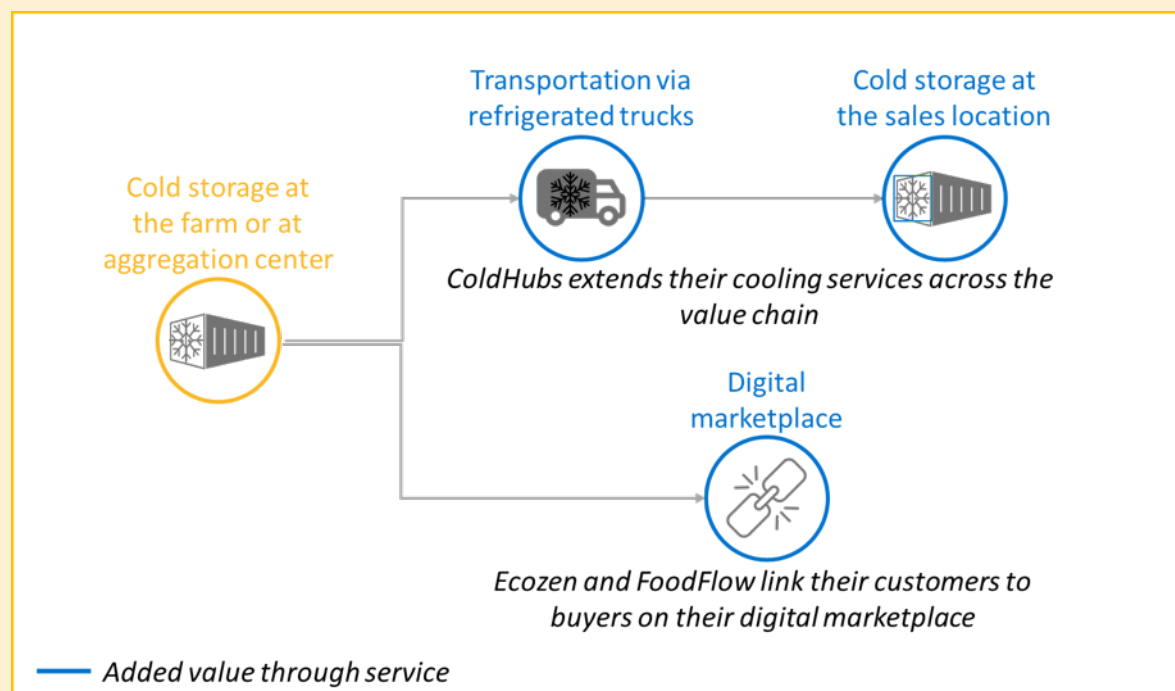 Transportation via
refrigerated trucks
Cold storage at
the sales location
Cold storage at
the farm or at
aggregation center
ColdHubs extends their cooling services across the
value chain
Digital
marketplace
Ecozen and FoodFlow link their customers to
buyers on their digital marketplace
Added value through service